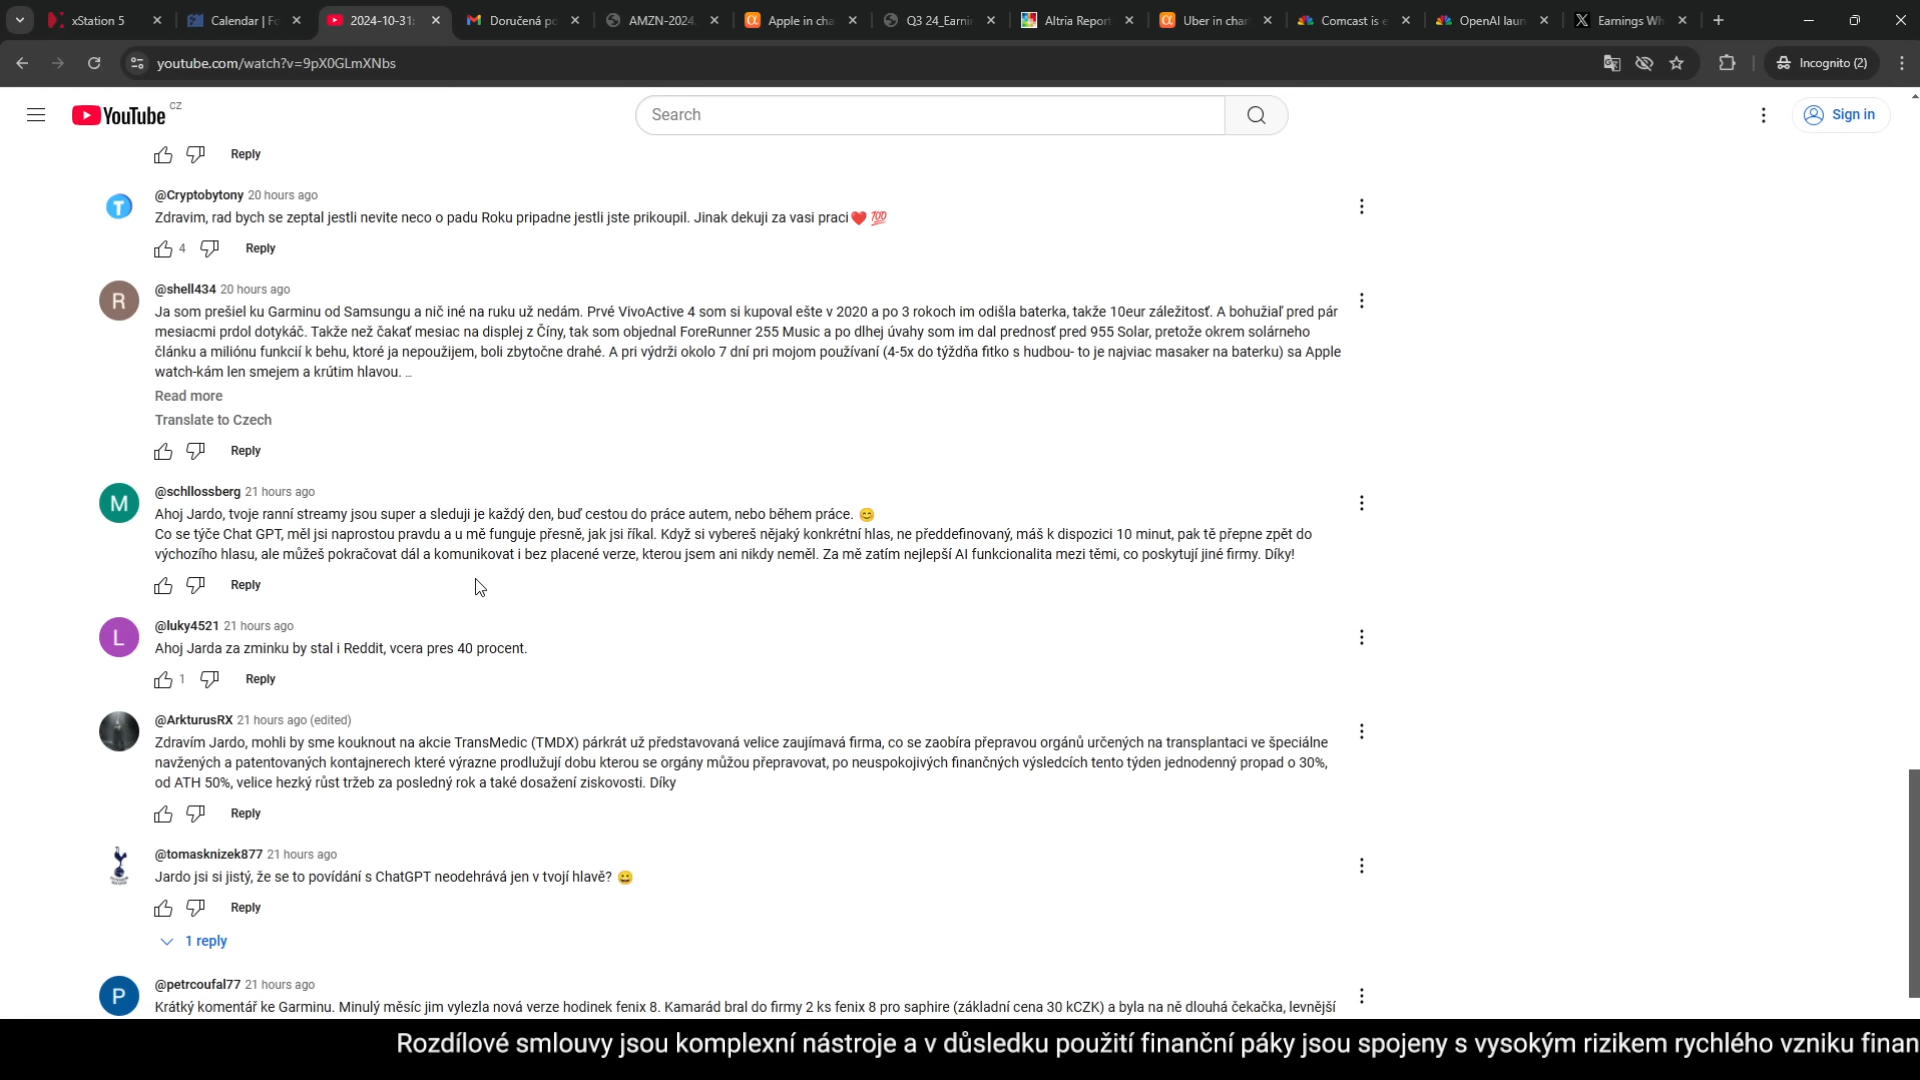 xStation 5
Calendar | Fo
2024-10-31:
Doručená po
AMZN-2024
Apple in cha
Q3 24_Earni
Altria Report
Uber in char
Comcast is e
OpenAI laun
Earnings Wh
youtube.com/watch?v=9pX0GLmXNbs
Incognito (2)
YouTube CZ
Search
Sign in
Reply
@Cryptobytony 20 hours ago
Zdravim, rad bych se zeptal jestli nevite neco o padu Roku pripadne jestli jste prikoupil. Jinak dekuji za vasi praci❤️💯
4 Reply
R
@shell434 20 hours ago
Ja som prešiel ku Garminu od Samsungu a nič iné na ruku už nedám. Prvé VivoActive 4 som si kupoval ešte v 2020 a po 3 rokoch im odišla baterka, takže 10eur záležitosť. A bohužiaľ pred pár
mesiacmi prdol dotykáč. Takže než čakať mesiac na displej z Číny, tak som objednal ForeRunner 255 Music a po dlhej úvahy som im dal prednosť pred 955 Solar, pretože okrem solárneho
článku a miliónu funkcií k behu, ktoré ja nepoužijem, boli zbytočne drahé. A pri výdrži okolo 7 dní pri mojom používaní (4-5x do týždňa fitko s hudbou- to je najviac masaker na baterku) sa Apple
watch-kám len smejem a krútim hlavou. ...
Read more
Translate to Czech
Reply
M
@schllossberg 21 hours ago
Ahoj Jardo, tvoje ranní streamy jsou super a sleduji je každý den, buď cestou do práce autem, nebo během práce. 😊
Co se týče Chat GPT, měl jsi naprostou pravdu a u mě funguje přesně, jak jsi říkal. Když si vybereš nějaký konkrétní hlas, ne předdefinovaný, máš k dispozici 10 minut, pak tě přepne zpět do
výchozího hlasu, ale můžeš pokračovat dál a komunikovat i bez placené verze, kterou jsem ani nikdy neměl. Za mě zatím nejlepší AI funkcionalita mezi těmi, co poskytují jiné firmy. Díky!
Reply
L
@luky4521 21 hours ago
Ahoj Jarda za zminku by stal i Reddit, vcera pres 40 procent.
1 Reply
@ArkturusRX 21 hours ago (edited)
Zdravím Jardo, mohli by sme kouknout na akcie TransMedic (TMDX) párkrát už představovaná velice zaujímavá firma, co se zaobíra přepravou orgánů určených na transplantaci ve špeciálne
navžených a patentovaných kontajnerech které výrazne prodlužují dobu kterou se orgány můžou přepravovat, po neuspokojivých finančných výsledcích tento týden jednodenný propad o 30%,
od ATH 50%, velice hezký růst tržeb za posledný rok a také dosažení ziskovosti. Díky
Reply
@tomasknizek877 21 hours ago
Jardo jsi si jistý, že se to povídání s ChatGPT neodehrává jen v tvojí hlavě? 😀
Reply
1 reply
P
@petrcoufal77 21 hours ago
Krátký komentář ke Garminu. Minulý měsíc jim vylezla nová verze hodinek fenix 8. Kamarád bral do firmy 2 ks fenix 8 pro saphire (základní cena 30 kCZK) a byla na ně dlouhá čekačka, levnější
Rozdílové smlouvy jsou komplexní nástroje a v důsledku použití finanční páky jsou spojeny s vysokým rizikem rychlého vzniku finan